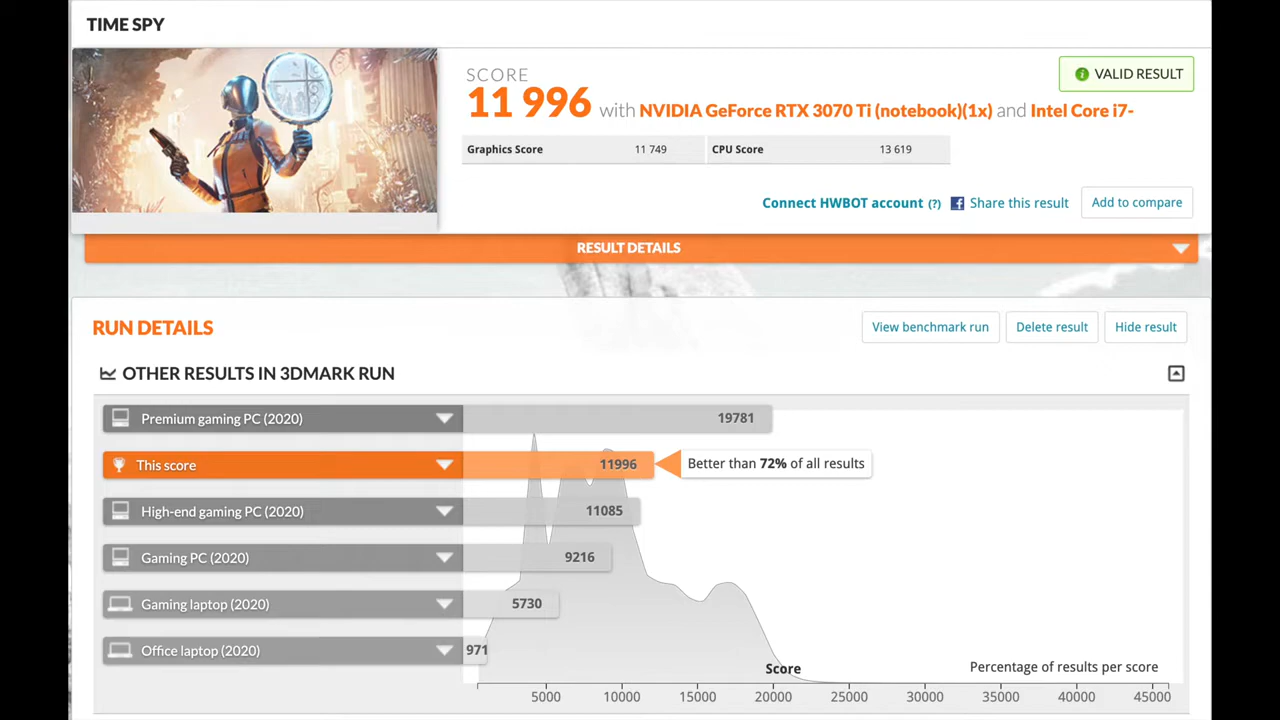 TIME SPY
SCORE
VALID RESULT
11 996 with NVIDIA GeForce RTX 3070 Ti (notebook)(1x) and Intel Core i7-
Graphics Score 11 749 CPU Score 13 619
Connect HWBOT account (?) Share this result Add to compare
RESULT DETAILS
RUN DETAILS View benchmark run Delete result Hide result
OTHER RESULTS IN 3DMARK RUN
Premium gaming PC (2020) 19781
This score 11996 Better than 72% of all results
High-end gaming PC (2020) 11085
Gaming PC (2020) 9216
Gaming laptop (2020) 5730
Office laptop (2020) 971
Score Percentage of results per score
5000 10000 15000 20000 25000 30000 35000 40000 45000